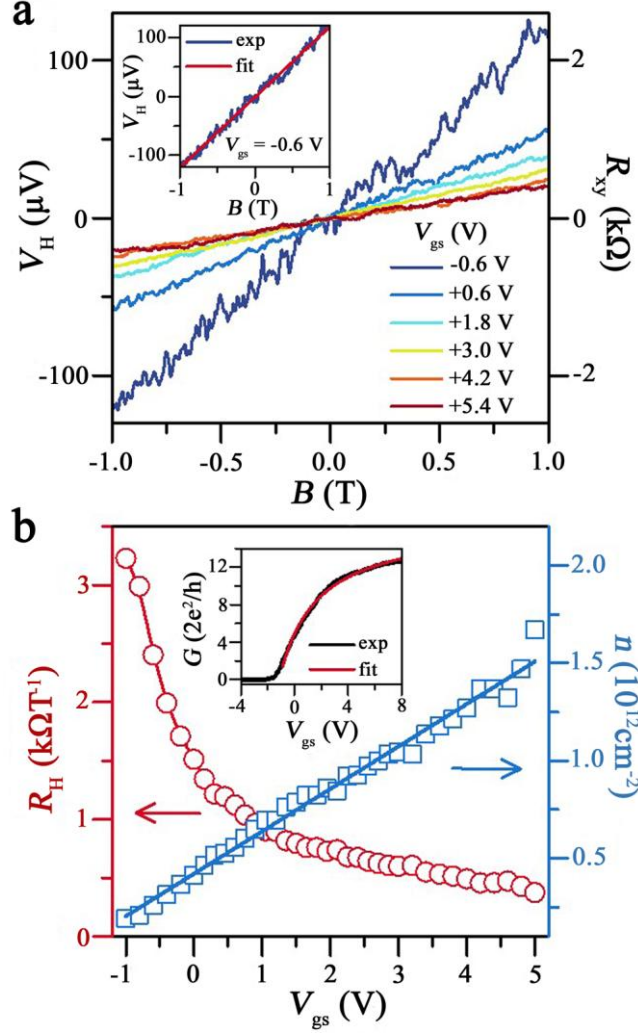 a
100
0
-100
V_H (μV)
-1.0
-0.5
0.0
0.5
1.0
B (T)
2
0
-2
R_xy (kΩ)
100
0
-100
V_H (μV)
-1
0
1
B (T)
exp
fit
V_gs = -0.6 V
V_gs (V)
-0.6 V
+0.6 V
+1.8 V
+3.0 V
+4.2 V
+5.4 V
b
3
2
1
0
R_H (kΩT⁻¹)
-1
0
1
2
3
4
5
V_gs (V)
2.0
1.5
1.0
0.5
n (10¹²cm⁻²)
12
8
4
0
G (2e²/h)
-4
0
4
8
V_gs (V)
exp
fit